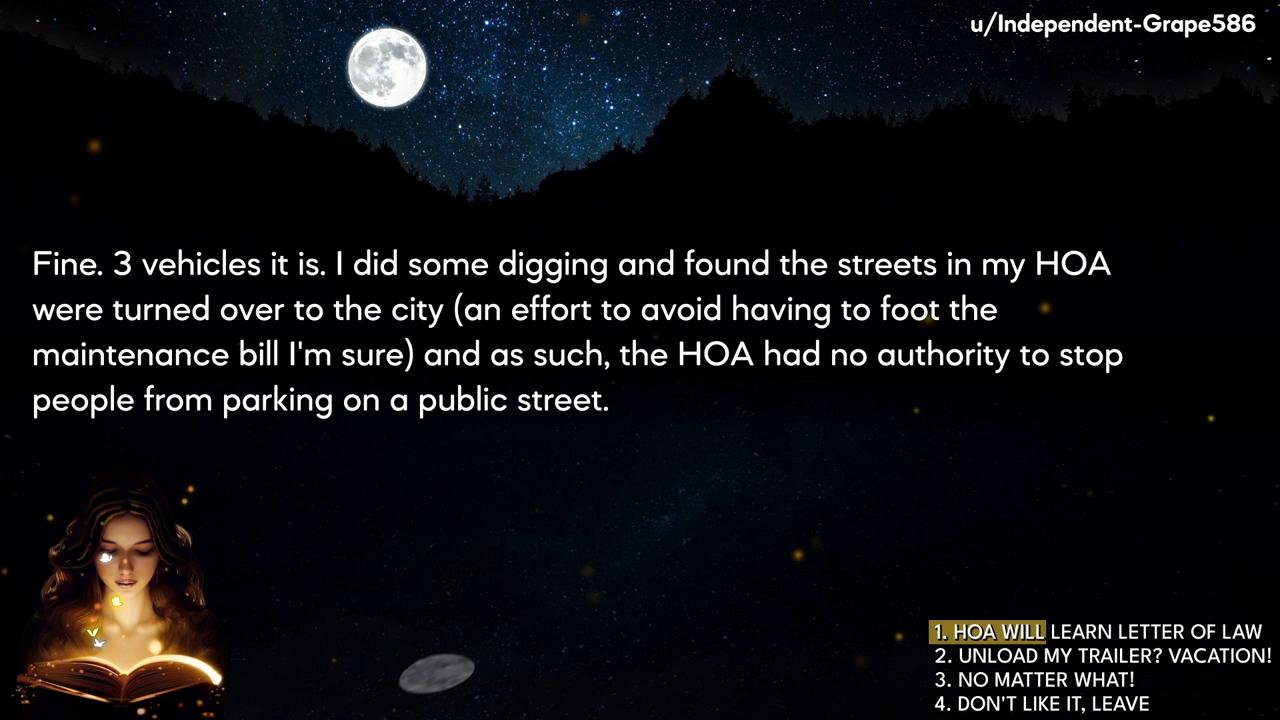 u/Independent-Grape586
Fine. 3 vehicles it is. I did some digging and found the streets in my HOA
were turned over to the city (an effort to avoid having to foot the
maintenance bill I'm sure) and as such, the HOA had no authority to stop
people from parking on a public street.
1. HOA WILL LEARN LETTER OF LAW
2. UNLOAD MY TRAILER? VACATION!
3. NO MATTER WHAT!
4. DON'T LIKE IT, LEAVE